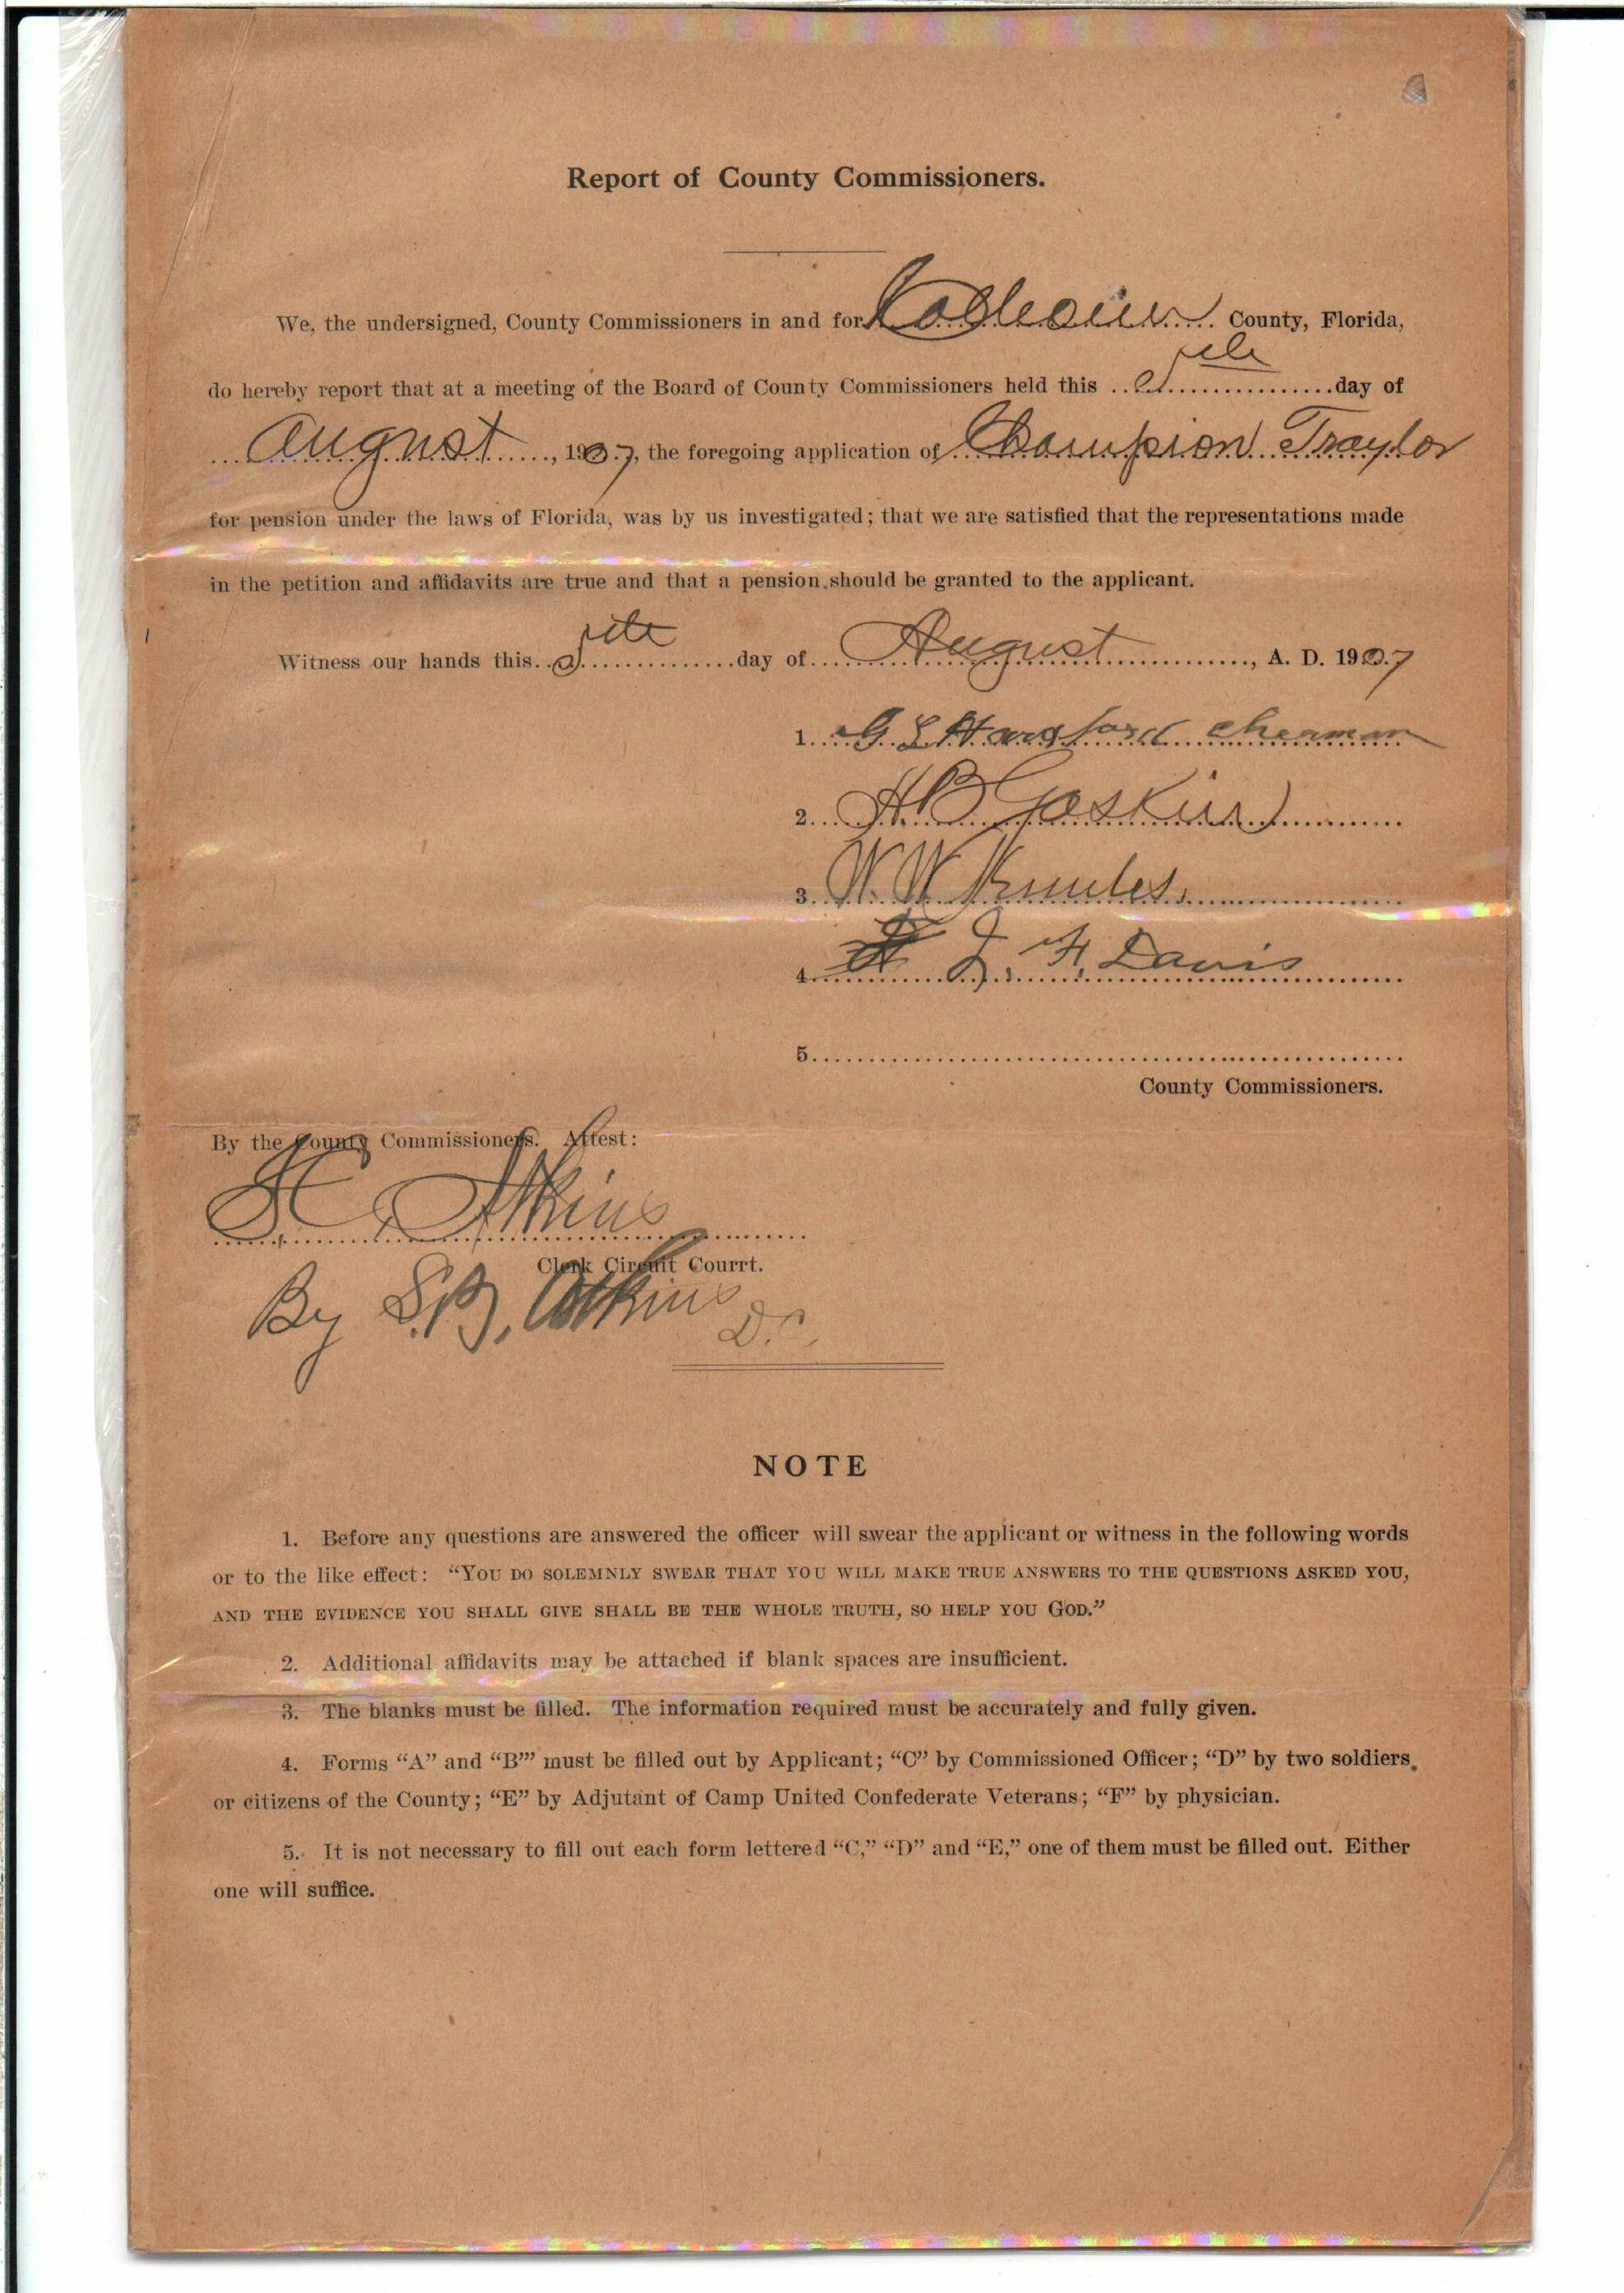 Report of County Commissioners.
We, the undersigned, County Commissioners in and for Calhoun County, Florida,
do hereby report that at a meeting of the Board of County Commissioners held this 5th day of
August, 1907, the foregoing application of Champion Traylor
for pension under the laws of Florida, was by us investigated; that we are satisfied that the representations made
in the petition and affidavits are true and that a pension should be granted to the applicant.
Witness our hands this 5th day of August, A. D. 1907
1. G L Hansford Chearman
2. H B Gaskin
3. W. W.
4. J. F. Davis
5.
County Commissioners.
By the County Commissioners. Attest:
Atkins
Clerk Circuit Courrt.
By S. B. Atkins
D. C.
NOTE
1. Before any questions are answered the officer will swear the applicant or witness in the following words
or to the like effect: “YOU DO SOLEMNLY SWEAR THAT YOU WILL MAKE TRUE ANSWERS TO THE QUESTIONS ASKED YOU,
AND THE EVIDENCE YOU SHALL GIVE SHALL BE THE WHOLE TRUTH, SO HELP YOU GOD.”
2. Additional affidavits may be attached if blank spaces are insufficient.
3. The blanks must be filled. The information required must be accurately and fully given.
4. Forms “A” and “B”’ must be filled out by Applicant; “C” by Commissioned Officer; “D” by two soldiers
or citizens of the County; “E” by Adjutant of Camp United Confederate Veterans; “F” by physician.
5. It is not necessary to fill out each form lettered “C,” “D” and “E,” one of them must be filled out. Either
one will suffice.